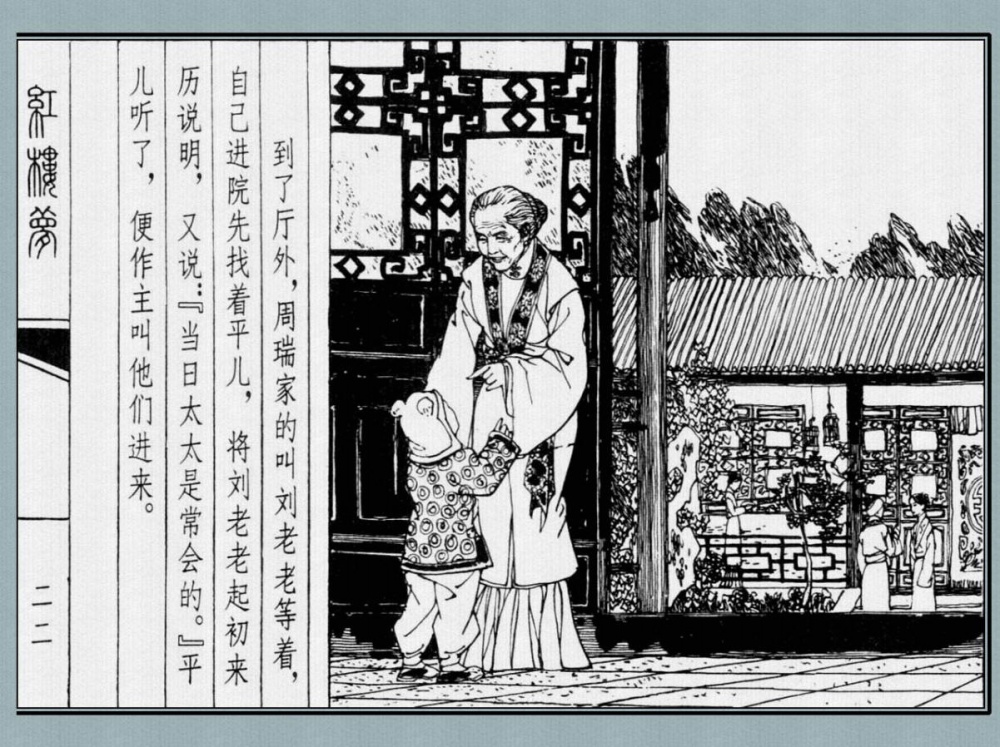 到了厅外，周瑞家的叫刘老老等着，
自己进院先找着平儿，将刘老老起初来
历说明，又说：『当日太太是常会的。』平
儿听了，便作主叫他们进来。
紅樓夢
二二